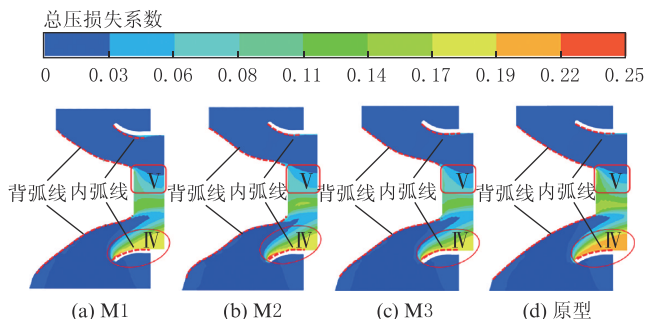 总压损失系数
0 0.03 0.06 0.08 0.11 0.14 0.17 0.19 0.22 0.25
背弧线 内弧线 背弧线 内弧线 背弧线 内弧线 背弧线 内弧线
V V V V
Ⅳ Ⅳ Ⅳ Ⅳ
(a) M1 (b) M2 (c) M3 (d) 原型